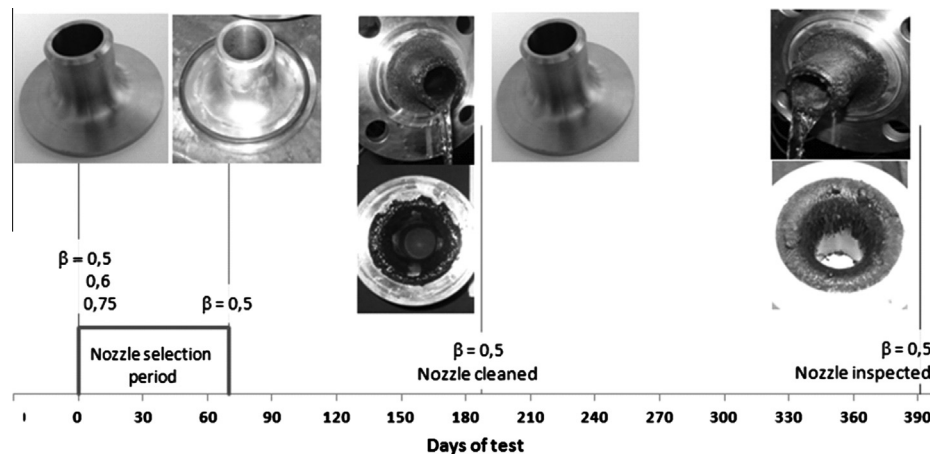 β = 0,5
0,6
0,75
β = 0,5
Nozzle selection
period
β = 0,5
Nozzle cleaned
β = 0,5
Nozzle inspected
0 30 60 90 120 150 180 210 240 270 300 330 360 390
Days of test